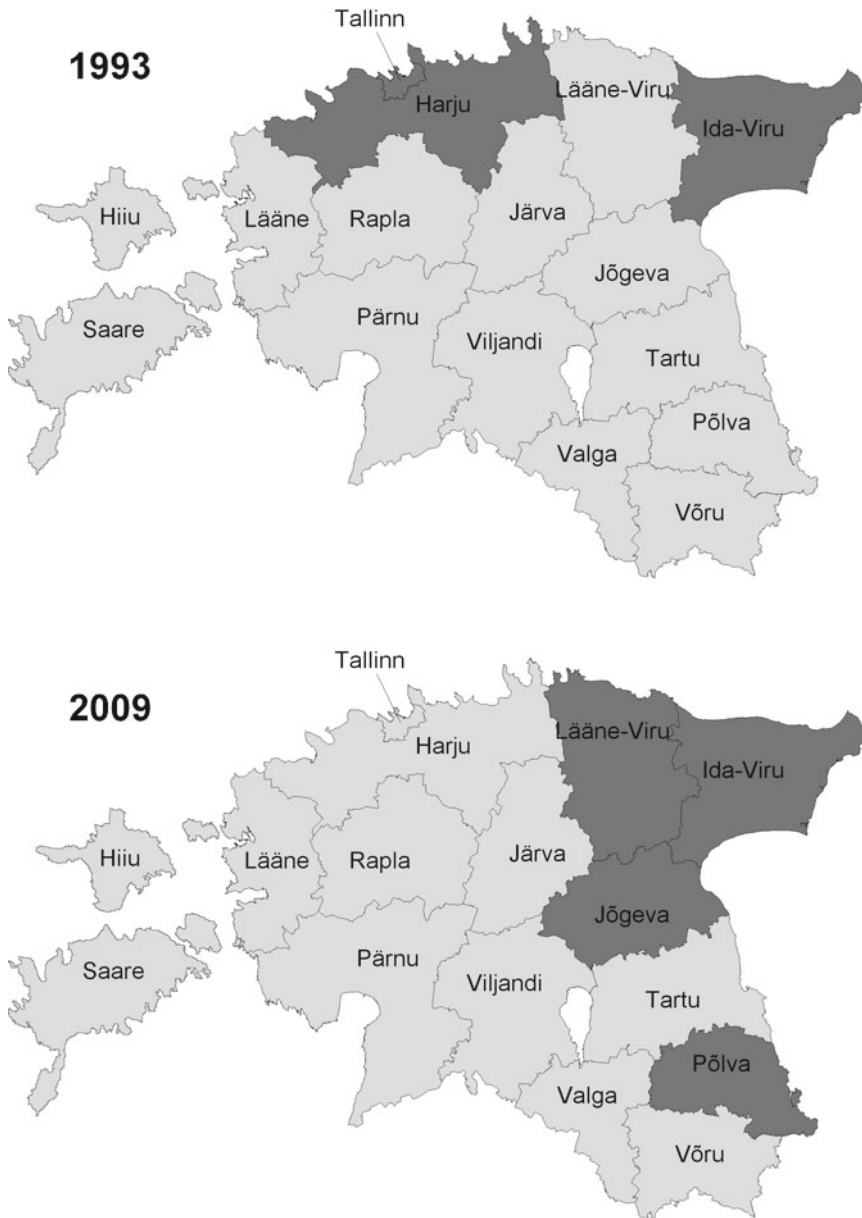 Tallinn
1993
Lääne-Viru
Harju
Ida-Viru
Hiiu
Lääne
Rapla
Järva
Jõgeva
Saare
Pärnu
Viljandi
Tartu
Põlva
Valga
Võru
Tallinn
2009
Lääne-Viru
Harju
Ida-Viru
Hiiu
Lääne
Rapla
Järva
Jõgeva
Saare
Pärnu
Viljandi
Tartu
Põlva
Valga
Võru